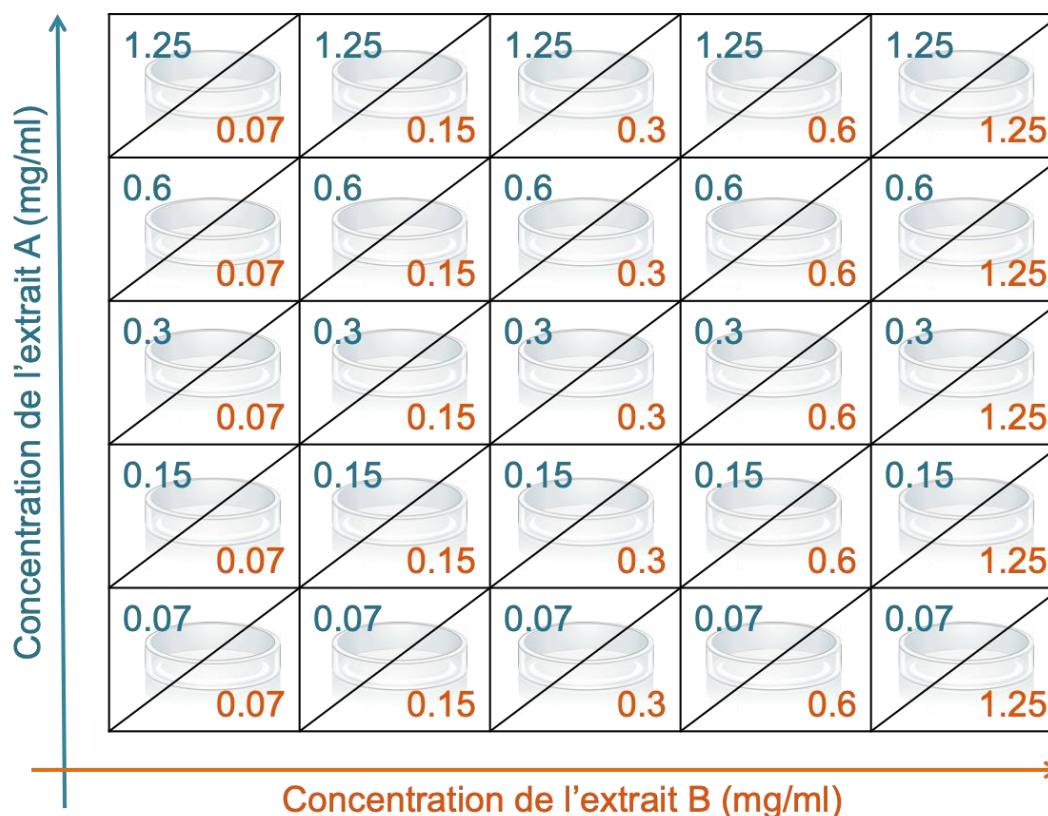 Concentration de l'extrait A (mg/ml)
1.25 1.25 1.25 1.25 1.25
0.07 0.15 0.3 0.6 1.25
0.6 0.6 0.6 0.6 0.6
0.07 0.15 0.3 0.6 1.25
0.3 0.3 0.3 0.3 0.3
0.07 0.15 0.3 0.6 1.25
0.15 0.15 0.15 0.15 0.15
0.07 0.15 0.3 0.6 1.25
0.07 0.07 0.07 0.07 0.07
0.07 0.15 0.3 0.6 1.25
Concentration de l'extrait B (mg/ml)